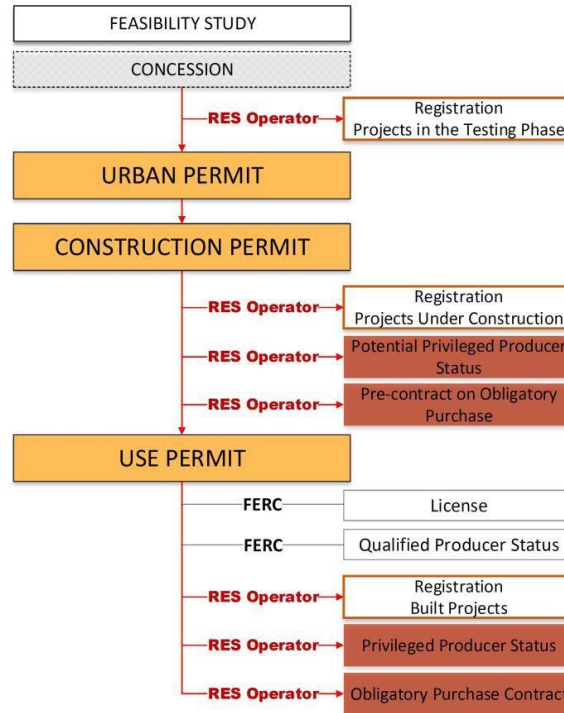 FEASIBILITY STUDY
CONCESSION
RES Operator
Registration
Projects in the Testing Phase
URBAN PERMIT
CONSTRUCTION PERMIT
RES Operator
Registration
Projects Under Construction
RES Operator
Potential Privileged Producer
Status
RES Operator
Pre-contract on Obligatory
Purchase
USE PERMIT
FERC
License
FERC
Qualified Producer Status
RES Operator
Registration
Built Projects
RES Operator
Privileged Producer Status
RES Operator
Obligatory Purchase Contract